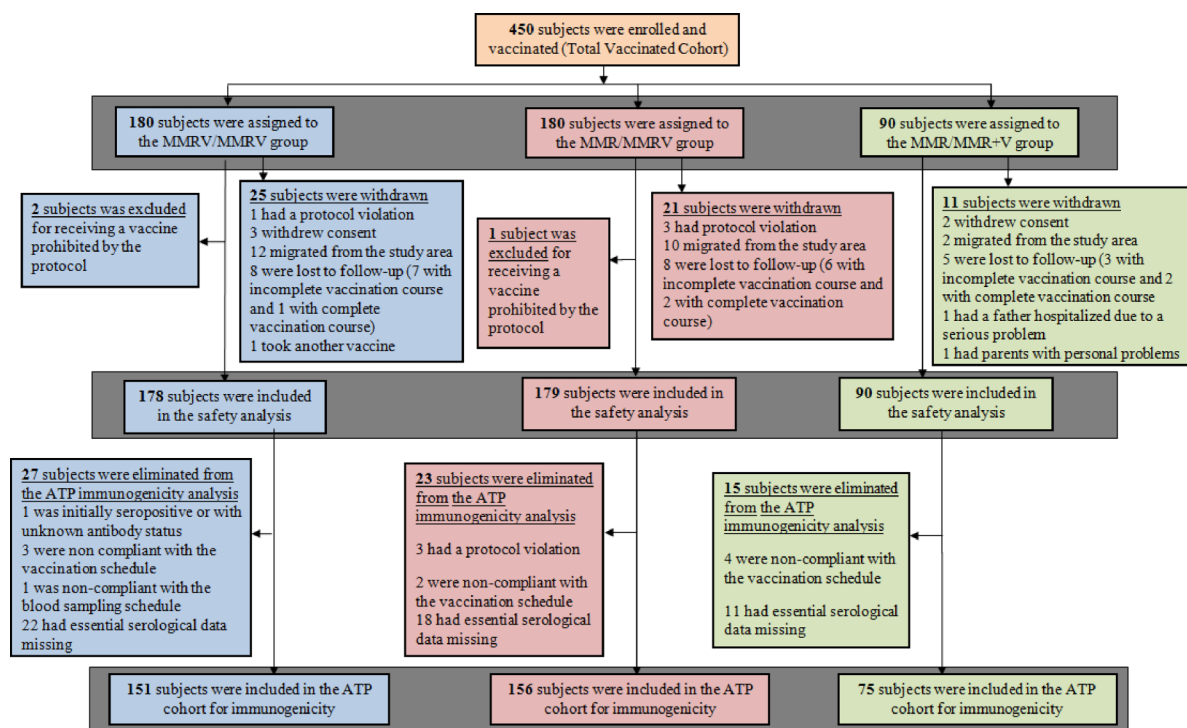 450 subjects were enrolled and
vaccinated (Total Vaccinated Cohort)
180 subjects were assigned to
the MMRV/MMRV group
180 subjects were assigned to
the MMR/MMRV group
90 subjects were assigned to
the MMR/MMR+V group
2 subjects was excluded
for receiving a vaccine
prohibited by the
protocol
25 subjects were withdrawn
1 had a protocol violation
3 withdrew consent
12 migrated from the study area
8 were lost to follow-up (7 with
incomplete vaccination course
and 1 with complete
vaccination course)
1 took another vaccine
1 subject was
excluded for
receiving a
vaccine
prohibited by the
protocol
21 subjects were withdrawn
3 had protocol violation
10 migrated from the study area
8 were lost to follow-up (6 with
incomplete vaccination course and
2 with complete vaccination
course)
11 subjects were withdrawn
2 withdrew consent
2 migrated from the study area
5 were lost to follow-up (3 with
incomplete vaccination course and 2
with complete vaccination course
1 had a father hospitalized due to a
serious problem
1 had parents with personal problems
178 subjects were included
in the safety analysis
179 subjects were included
in the safety analysis
90 subjects were included in
the safety analysis
27 subjects were eliminated from
the ATP immunogenicity analysis
1 was initially seropositive or with
unknown antibody status
3 were non compliant with the
vaccination schedule
1 was non-compliant with the
blood sampling schedule
22 had essential serological data
missing
23 subjects were eliminated
from the ATP
immunogenicity analysis
3 had a protocol violation
2 were non-compliant with
the vaccination schedule
18 had essential serological
data missing
15 subjects were eliminated
from the ATP
immunogenicity analysis
4 were non-compliant with
the vaccination schedule
11 had essential serological
data missing
151 subjects were included in the ATP
cohort for immunogenicity
156 subjects were included in the ATP
cohort for immunogenicity
75 subjects were included in the ATP
cohort for immunogenicity